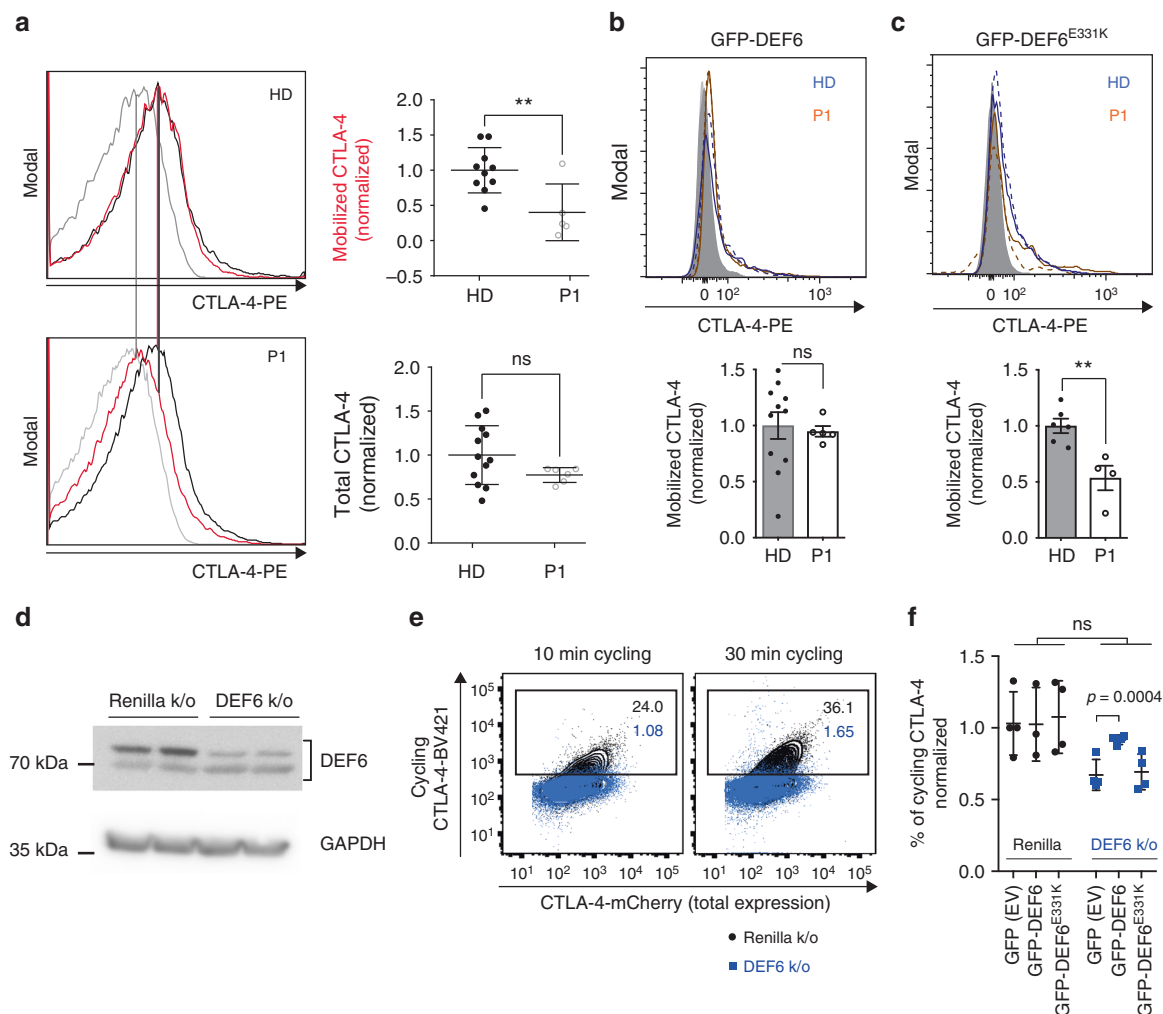 a
HD
Modal
CTLA-4-PE
P1
Modal
CTLA-4-PE
Mobilized CTLA-4
(normalized)
2.0
1.5
1.0
0.5
0.0
–0.5
**
HD P1
Total CTLA-4
(normalized)
2.0
1.5
1.0
0.5
0.0
ns
HD P1
b
GFP-DEF6
HD
P1
Modal
0 10²
10³
CTLA-4-PE
Mobilized CTLA-4
(normalized)
1.5
1.0
0.5
0.0
ns
HD P1
c
GFP-DEF6ᴱ³³¹ᴷ
HD
P1
Modal
0 10²
10³
CTLA-4-PE
Mobilized CTLA-4
(normalized)
1.5
1.0
0.5
0.0
**
HD P1
d
Renilla k/o DEF6 k/o
70 kDa
DEF6
35 kDa
GAPDH
e
10 min cycling
30 min cycling
Cycling
CTLA-4-BV421
10⁵
10⁴
10³
10²
10¹
24.0
1.08
36.1
1.65
10¹ 10² 10³ 10⁴ 10⁵
10¹ 10² 10³ 10⁴ 10⁵
CTLA-4-mCherry (total expression)
Renilla k/o
DEF6 k/o
f
% of cycling CTLA-4
normalized
1.5
1.0
0.5
0.0
ns
p = 0.0004
Renilla
DEF6 k/o
GFP (EV)
GFP-DEF6
GFP-DEF6ᴱ³³¹ᴷ
GFP (EV)
GFP-DEF6
GFP-DEF6ᴱ³³¹ᴷ